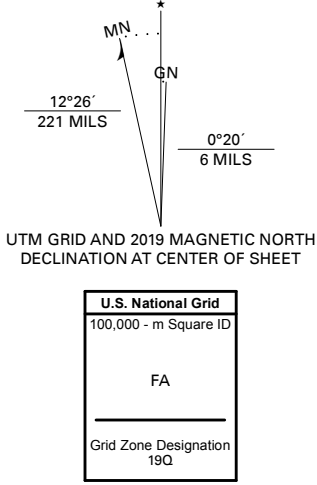 ★
MN
GN
12°26´
221 MILS
0°20´
6 MILS
UTM GRID AND 2019 MAGNETIC NORTH
DECLINATION AT CENTER OF SHEET
U.S. National Grid
100,000 - m Square ID
FA
Grid Zone Designation
19Q